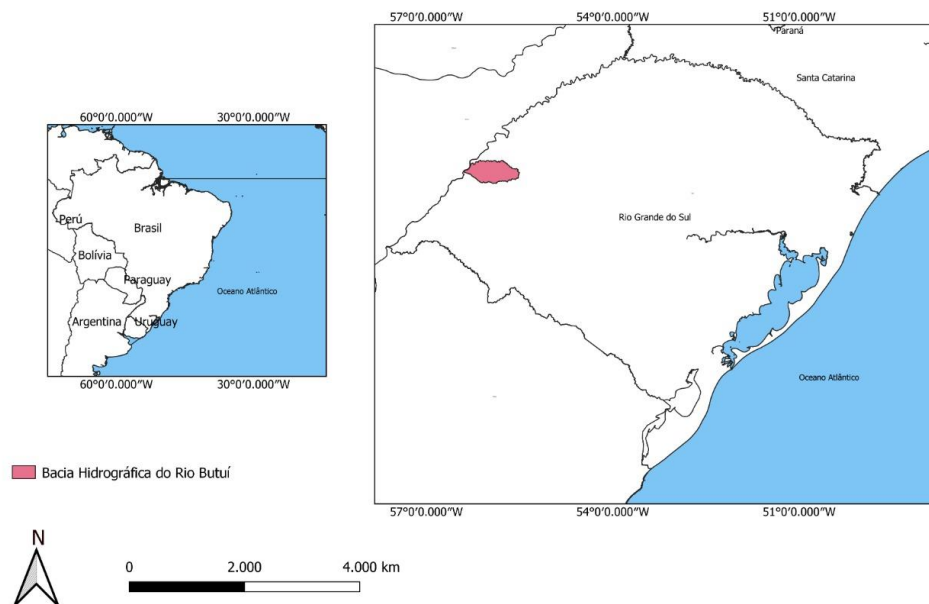 57°0'0.000"W 54°0'0.000"W 51°0'0.000"W
Paraná
Santa Catarina
Rio Grande do Sul
Oceano Atlântico
57°0'0.000"W 54°0'0.000"W 51°0'0.000"W
60°0'0.000"W 30°0'0.000"W
Perú
Brasil
Bolívia
Paraguay
Oceano Atlântico
Argentina
Uruguay
60°0'0.000"W 30°0'0.000"W
Bacia Hidrográfica do Rio Butuí
N
0 2.000 4.000 km